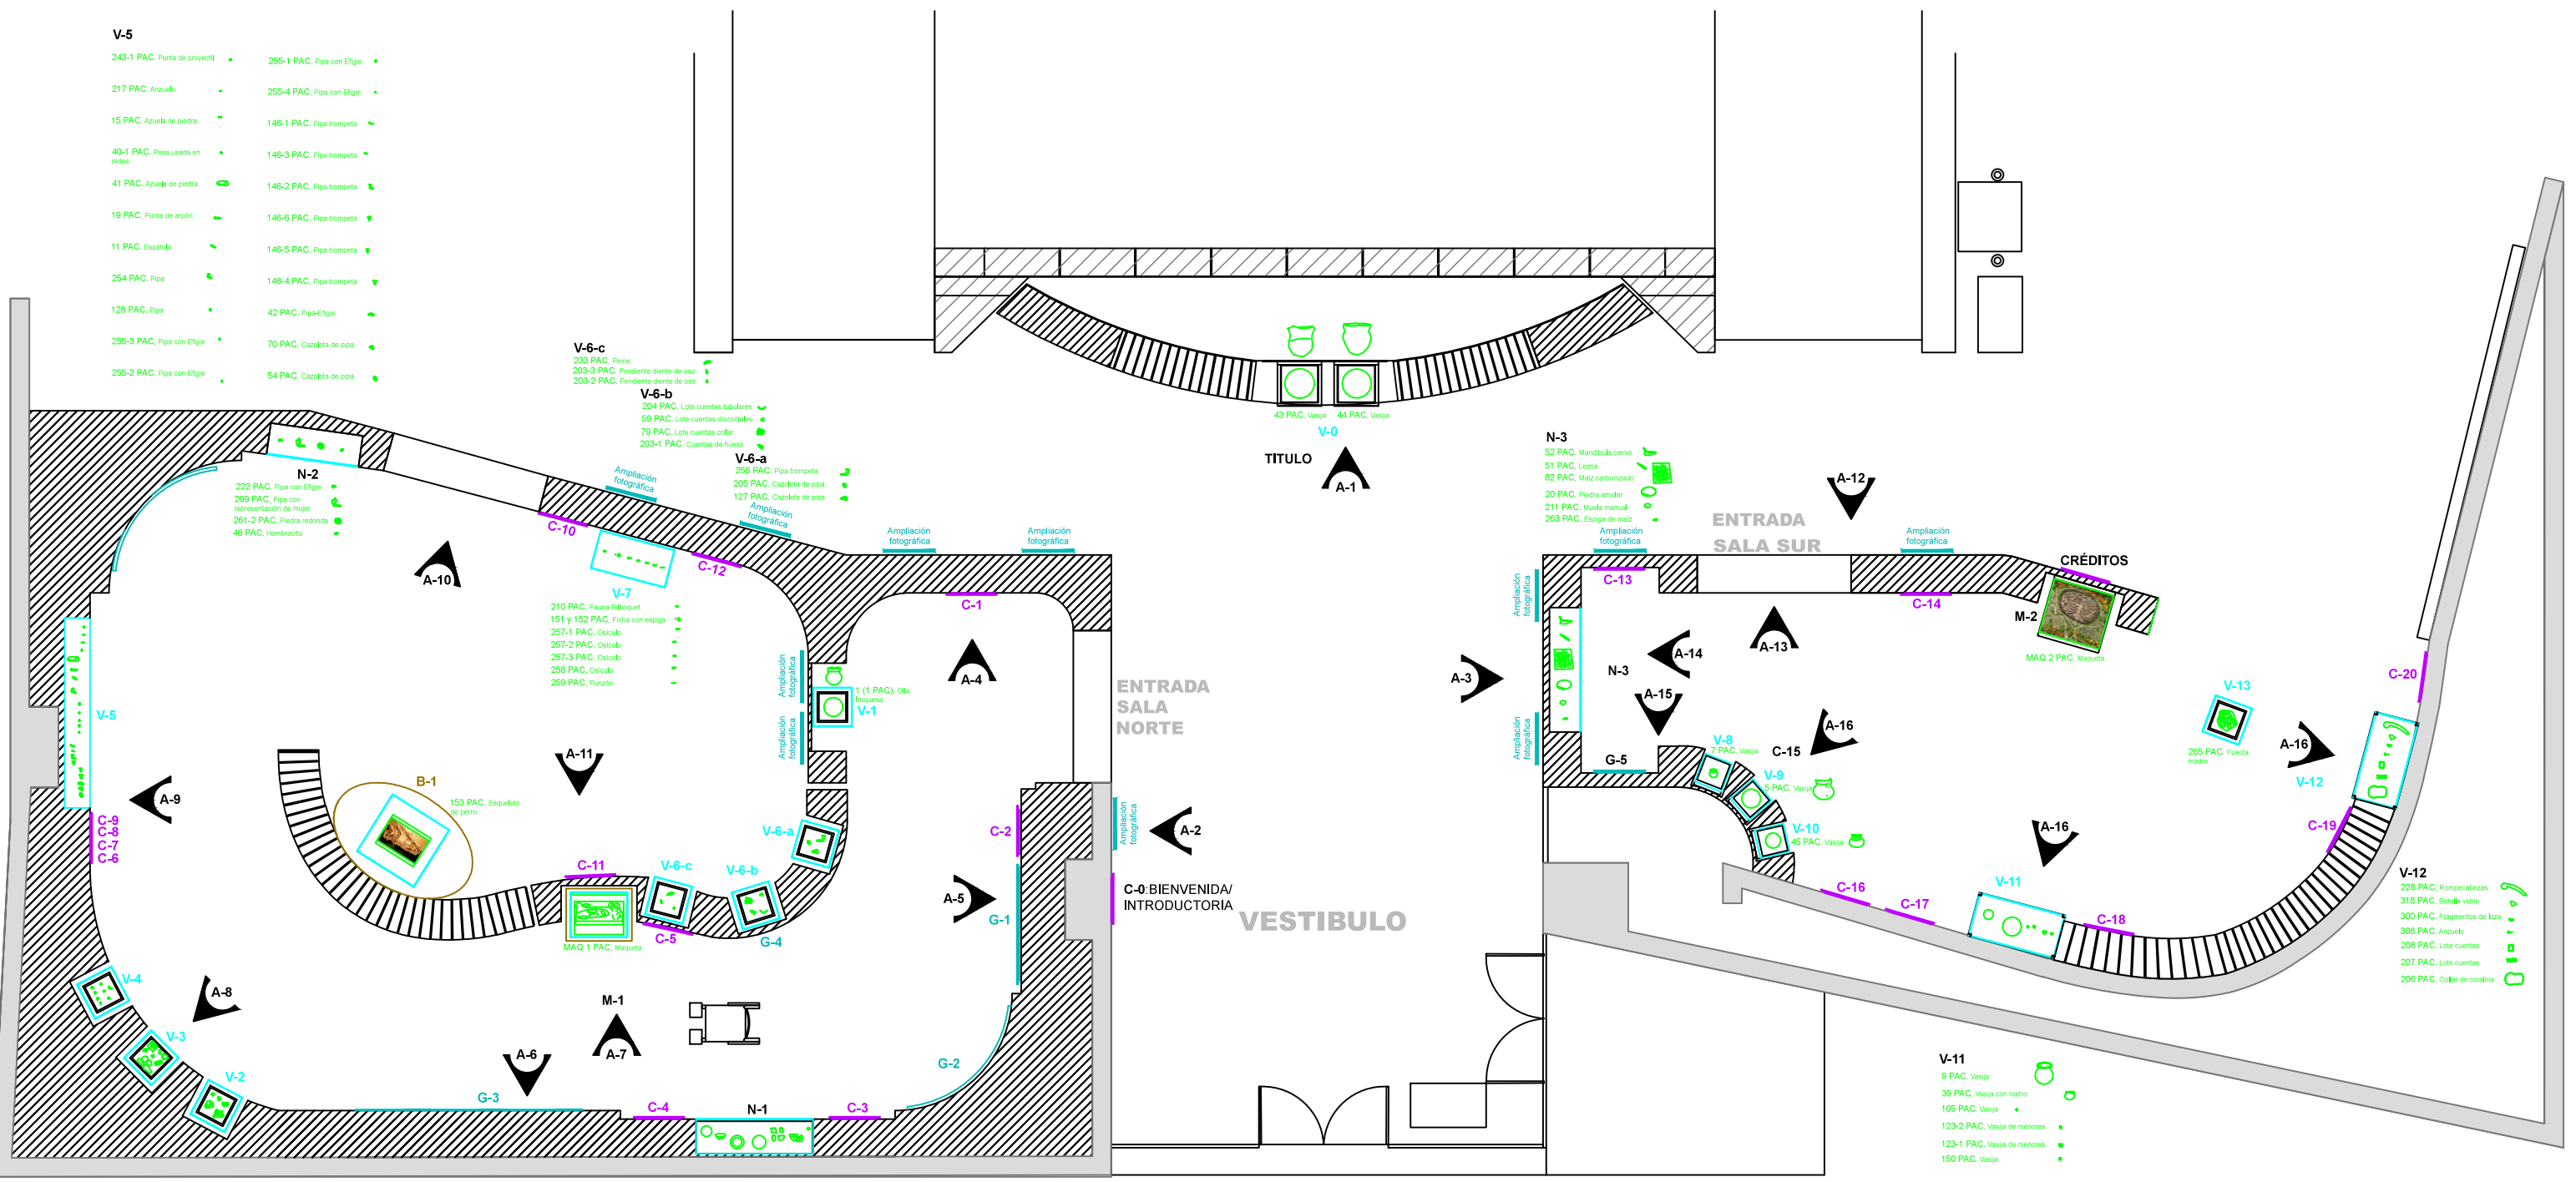 V-5
243-1 PAC. Punta de proyectil
217 PAC. Anzuelo
15 PAC. Azuela de piedra
40-1 PAC. Pesa usada en
redes
41 PAC. Azuela de piedra
19 PAC. Punta de arpón
11 PAC. Espátula
254 PAC. Pipa
128 PAC. Pipa
255-3 PAC. Pipa con Efigie
255-2 PAC. Pipa con Efigie
255-1 PAC. Pipa con Efigie
255-4 PAC. Pipa con Efigie
146-1 PAC. Pipa trompeta
146-3 PAC. Pipa trompeta
146-2 PAC. Pipa trompeta
146-6 PAC. Pipa trompeta
146-5 PAC. Pipa trompeta
146-4 PAC. Pipa trompeta
42 PAC. Pipa-Efigie
70 PAC. Cazoleta de pipa
54 PAC. Cazoleta de pipa
V-6-c
233 PAC. Peine
203-3 PAC. Pendiente diente de oso
203-2 PAC. Pendiente diente de oso
V-6-b
204 PAC. Lote cuentas tubulares
59 PAC. Lote cuentas discoidales
79 PAC. Lote cuentas collar
203-1 PAC. Cuentas de hueso
V-6-a
256 PAC. Pipa trompeta
205 PAC. Cazoleta de pipa
127 PAC. Cazoleta de pipa
N-2
222 PAC. Pipa con Efigie
209 PAC. Pipa con
representación de mujer
261-2 PAC. Piedra redonda
46 PAC. Hombrecito
Ampliación
fotográfica
Ampliación
fotográfica
Ampliación
fotográfica
Ampliación
fotográfica
C-10
C-12
A-10
V-7
210 PAC. Fauna Bilboquet
151 y 152 PAC. Ficha con espiga
257-1 PAC. Osículo
257-2 PAC. Osículo
257-3 PAC. Osículo
258 PAC. Osículo
259 PAC. Punzón
C-1
A-4
Ampliación
fotográfica
Ampliación
fotográfica
1 (1 PAC). Olla
Iroquesa
V-1
V-5
A-9
C-9
C-8
C-7
C-6
A-11
B-1
153 PAC. Esqueleto
de perro
V-6-a
V-6-b
V-6-c
C-11
MAQ 1 PAC. Maqueta
C-5
G-4
C-2
A-5
G-1
V-4
A-8
V-3
V-2
M-1
A-7
A-6
G-3
C-4
N-1
C-3
G-2
43 PAC. Vasija
44 PAC. Vasija
V-0
TÍTULO
A-1
ENTRADA
SALA
NORTE
Ampliación
fotográfica
A-2
C-0:BIENVENIDA/
INTRODUCTORIA
VESTIBULO
A-3
N-3
52 PAC. Mandíbula ciervo
51 PAC. Lezna
82 PAC. Maíz carbonizado
20 PAC. Piedra amolar
211 PAC. Muela manual
263 PAC. Espiga de maíz
Ampliación
fotográfica
Ampliación
fotográfica
Ampliación
fotográfica
Ampliación
fotográfica
ENTRADA
SALA SUR
A-12
C-13
C-14
CRÉDITOS
M-2
MAQ 2 PAC. Maqueta
A-13
A-14
N-3
A-15
G-5
V-8
7 PAC. Vasija
C-15
A-16
V-9
5 PAC. Vasija
V-10
45 PAC. Vasija
C-20
V-13
265 PAC. Fuerza
madre
A-16
V-12
A-16
C-19
C-16
C-17
V-11
C-18
V-12
228 PAC. Rompecabezas
318 PAC. Botella vidrio
300 PAC. Fragmentos de loza
308 PAC. Anzuelo
208 PAC. Lote cuentas
207 PAC. Lote cuentas
206 PAC. Collar de coralina
V-11
9 PAC. Vasija
39 PAC. Vasija con rostro
105 PAC. Vasija
123-2 PAC. Vasija de menores
123-1 PAC. Vasija de menores
150 PAC. Vasija